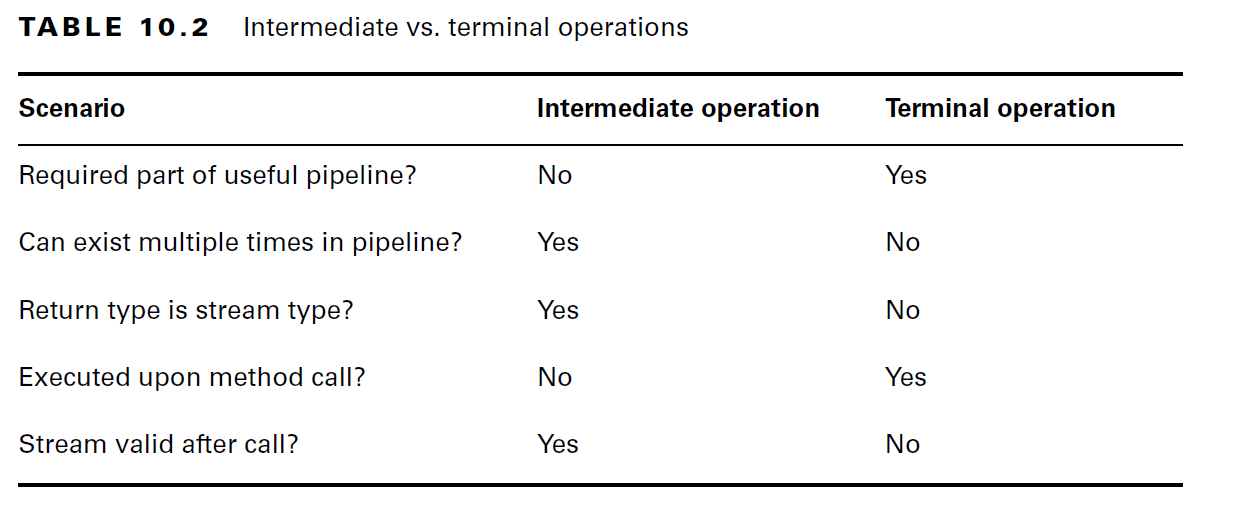 TABLE 10.2 Intermediate vs. terminal operations
Scenario Intermediate operation Terminal operation
Required part of useful pipeline? No Yes
Can exist multiple times in pipeline? Yes No
Return type is stream type? Yes No
Executed upon method call? No Yes
Stream valid after call? Yes No